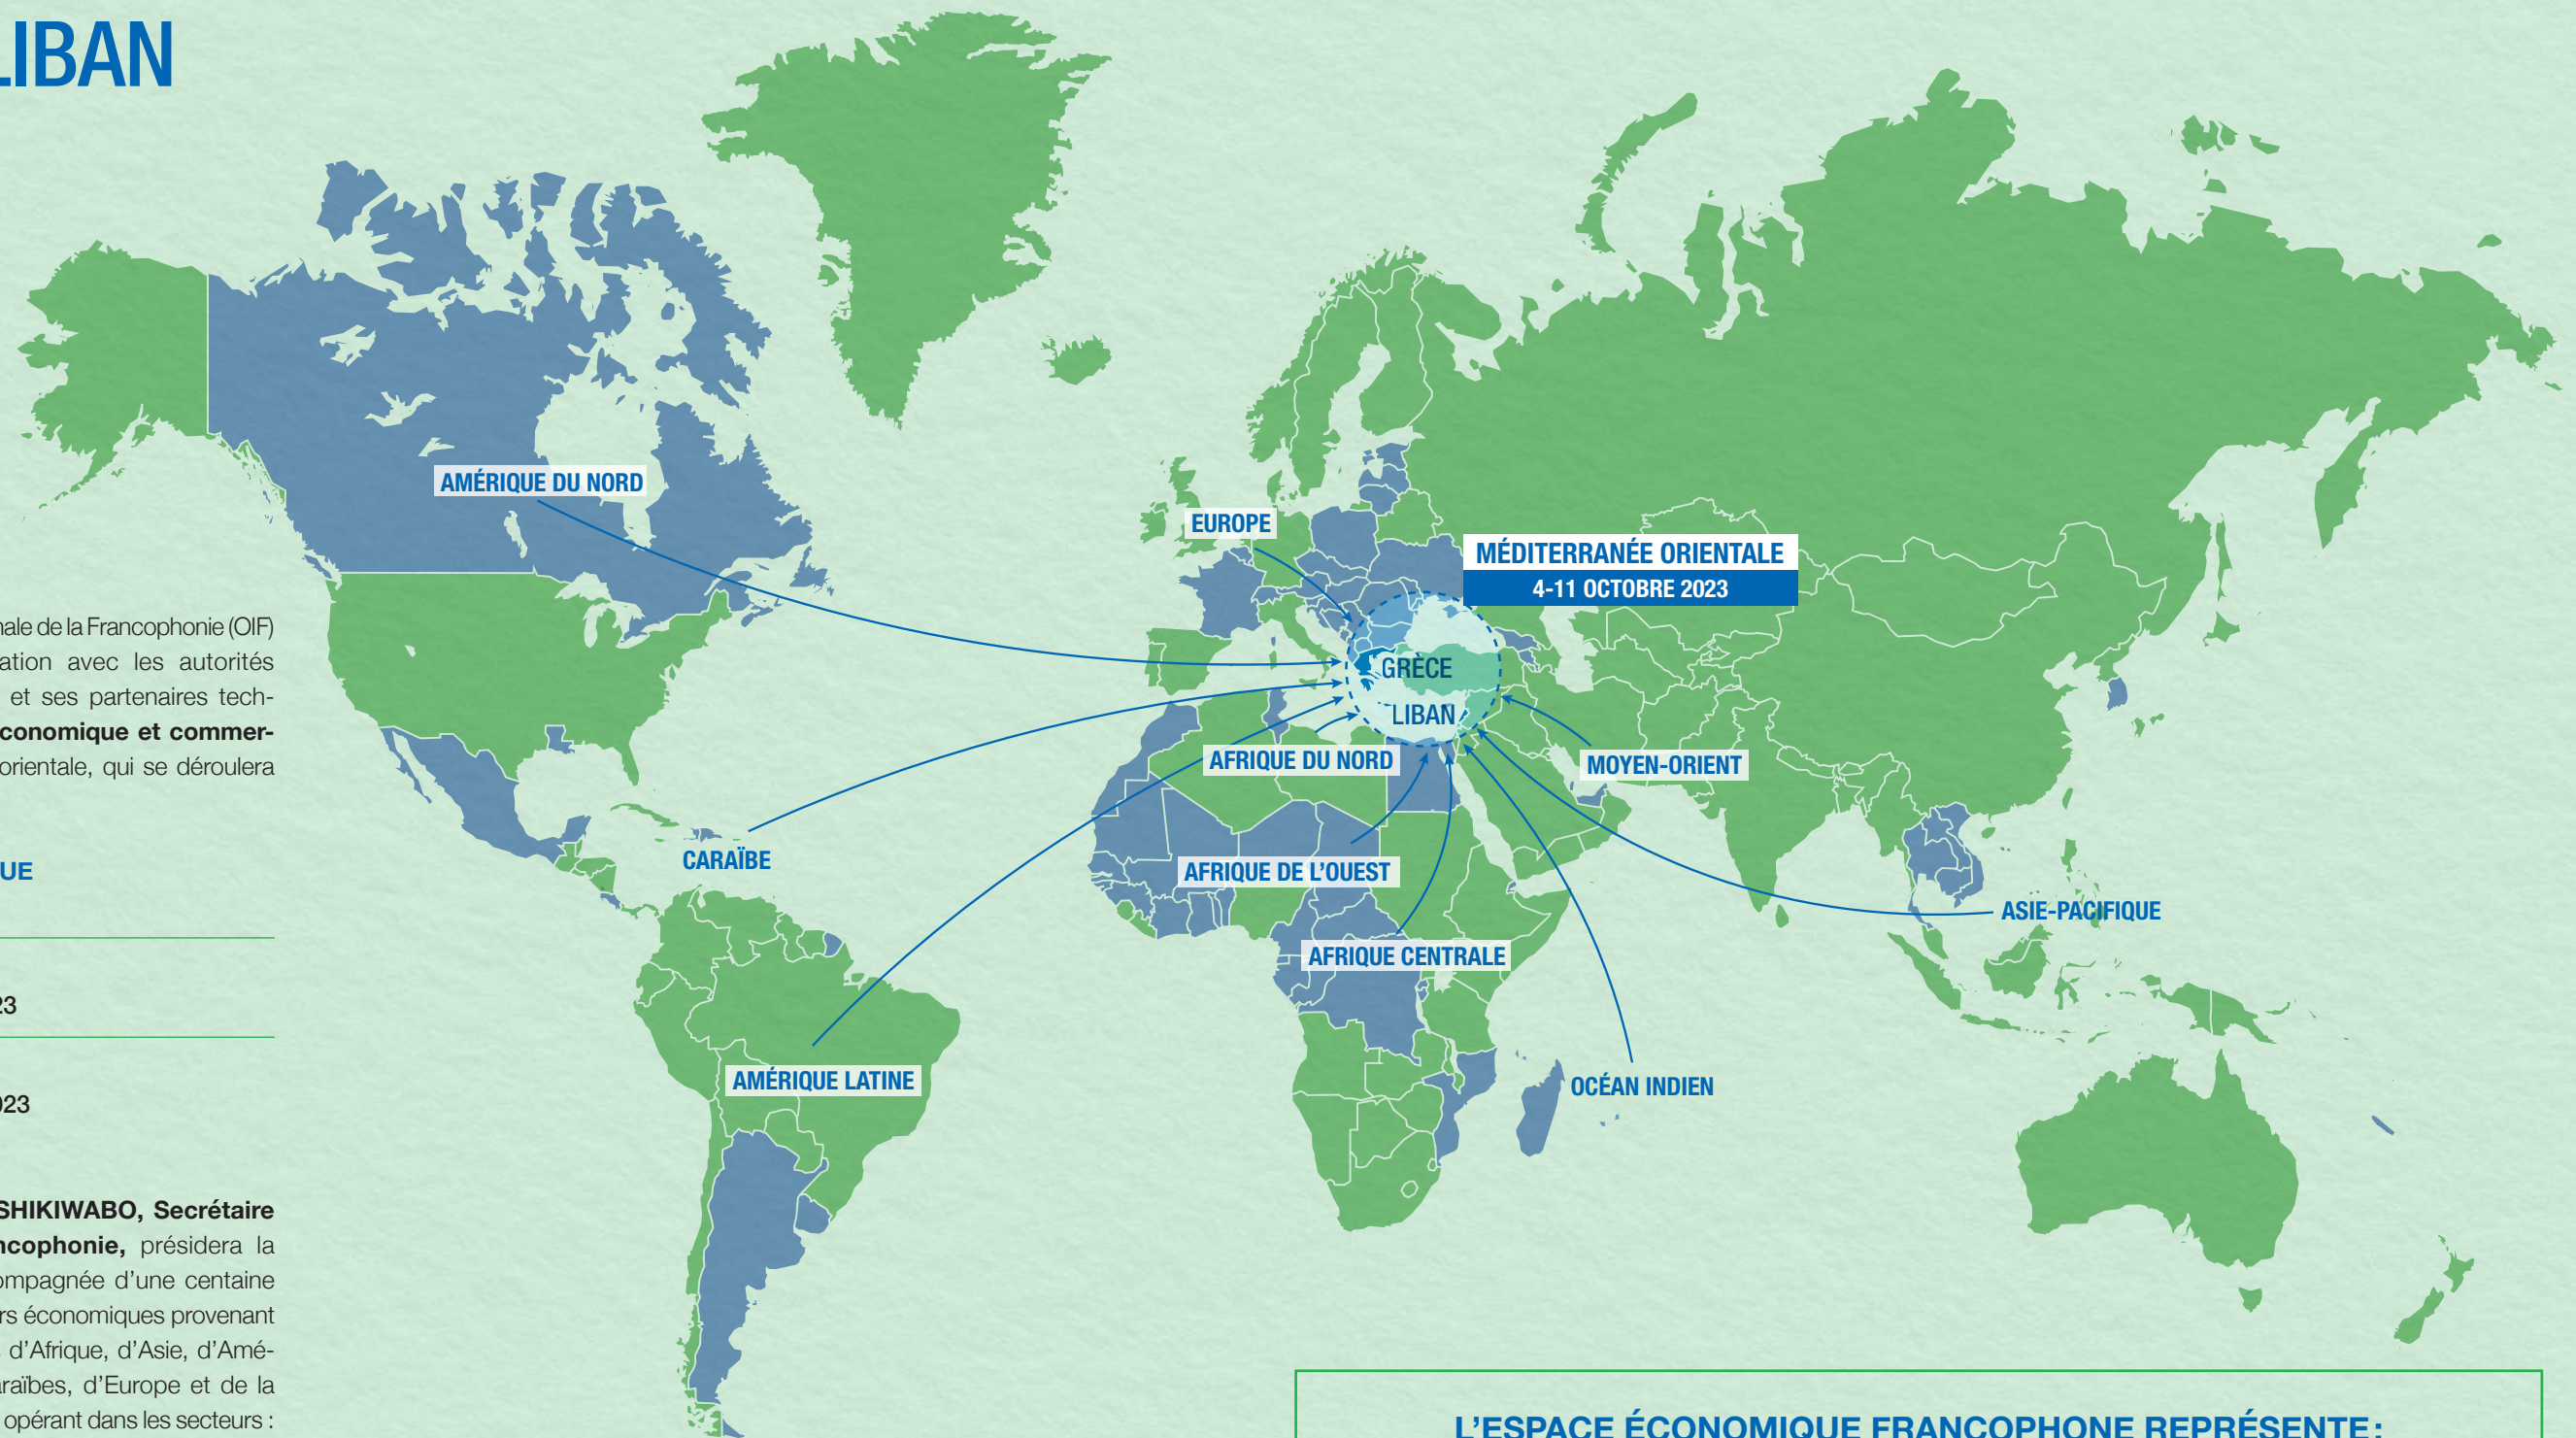 LIBAN
nale de la Francophonie (OIF)
ation avec les autorités
et ses partenaires tech-
conomique et commer-
orientale, qui se déroulera
UE
23
023
SHIKIWABO, Secrétaire
ncophonie, présidera la
ompagnée d'une centaine
rs économiques provenant
d'Afrique, d'Asie, d'Amé-
araïbes, d'Europe et de la
opérant dans les secteurs :
AMÉRIQUE DU NORD
EUROPE
MÉDITERRANÉE ORIENTALE
4-11 OCTOBRE 2023
GRÈCE
LIBAN
AFRIQUE DU NORD
MOYEN-ORIENT
CARAÏBE
AFRIQUE DE L'OUEST
ASIE-PACIFIQUE
AFRIQUE CENTRALE
AMÉRIQUE LATINE
OCÉAN INDIEN
L'ESPACE ÉCONOMIQUE FRANCOPHONE REPRÉSENTE :